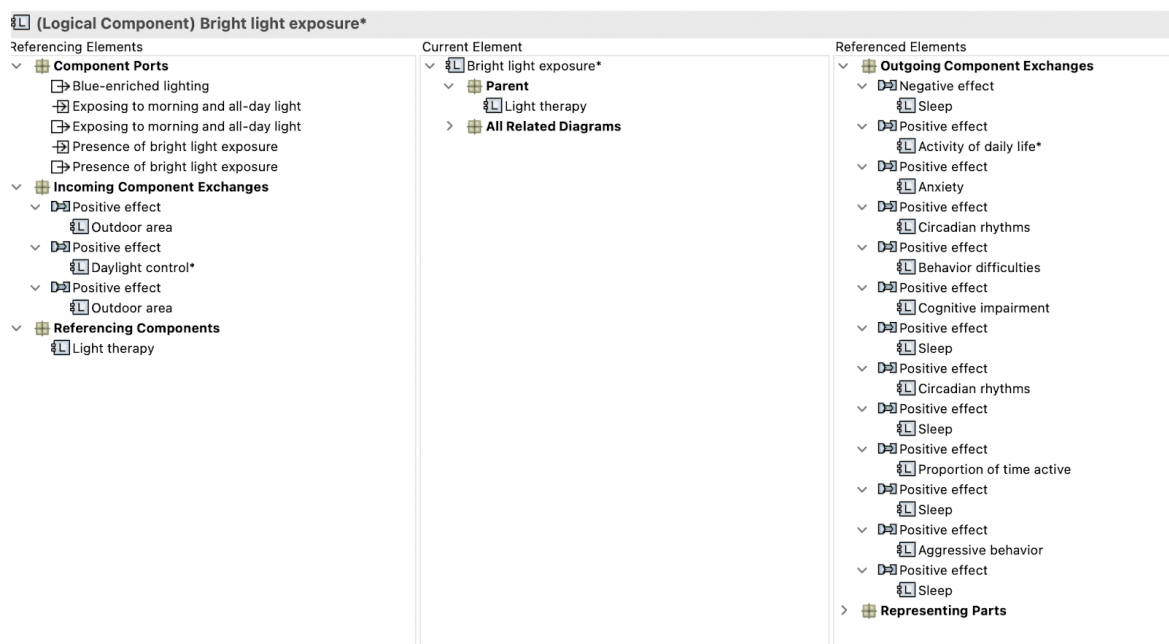 (Logical Component) Bright light exposure*
Referencing Elements
Component Ports
Blue-enriched lighting
Exposing to morning and all-day light
Exposing to morning and all-day light
Presence of bright light exposure
Presence of bright light exposure
Incoming Component Exchanges
Positive effect
Outdoor area
Positive effect
Daylight control*
Positive effect
Outdoor area
Referencing Components
Light therapy
Current Element
Bright light exposure*
Parent
Light therapy
All Related Diagrams
Referenced Elements
Outgoing Component Exchanges
Negative effect
Sleep
Positive effect
Activity of daily life*
Positive effect
Anxiety
Positive effect
Circadian rhythms
Positive effect
Behavior difficulties
Positive effect
Cognitive impairment
Positive effect
Sleep
Positive effect
Circadian rhythms
Positive effect
Sleep
Positive effect
Proportion of time active
Positive effect
Sleep
Positive effect
Aggressive behavior
Positive effect
Sleep
Representing Parts